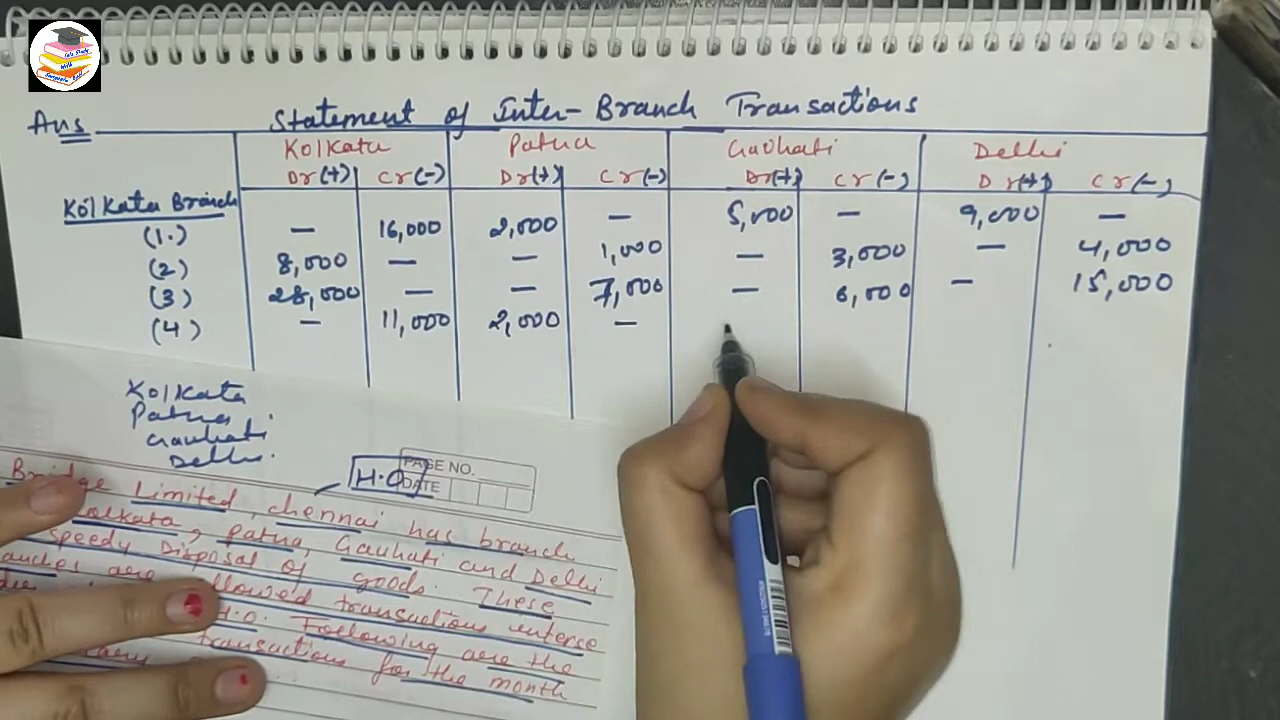 Ans Statement of Inter-Branch Transactions
Kolkata Patna Gauhati Delhi
Dr(+) Cr(-) Dr(+) Cr(-) Dr(+) Cr(-) Dr(+) Cr(-)
Kolkata Branch
(1.) — 16,000 2,000 — 5,000 — 9,000 —
(2) 8,000 — — 1,000 — 3,000 — 4,000
(3) 28,000 — — 7,000 — 6,000 — 15,000
(4) — 11,000 2,000 —
Kolkata
Patna
Gauhati
Delhi.
H.O
PAGE NO.
DATE
Bridge Limited, Chennai has branch
Kolkata, Patna, Gauhati and Delhi
speedy Disposal of goods. These
are allowed transactions interse
H.O. Following are the
transactions for the month